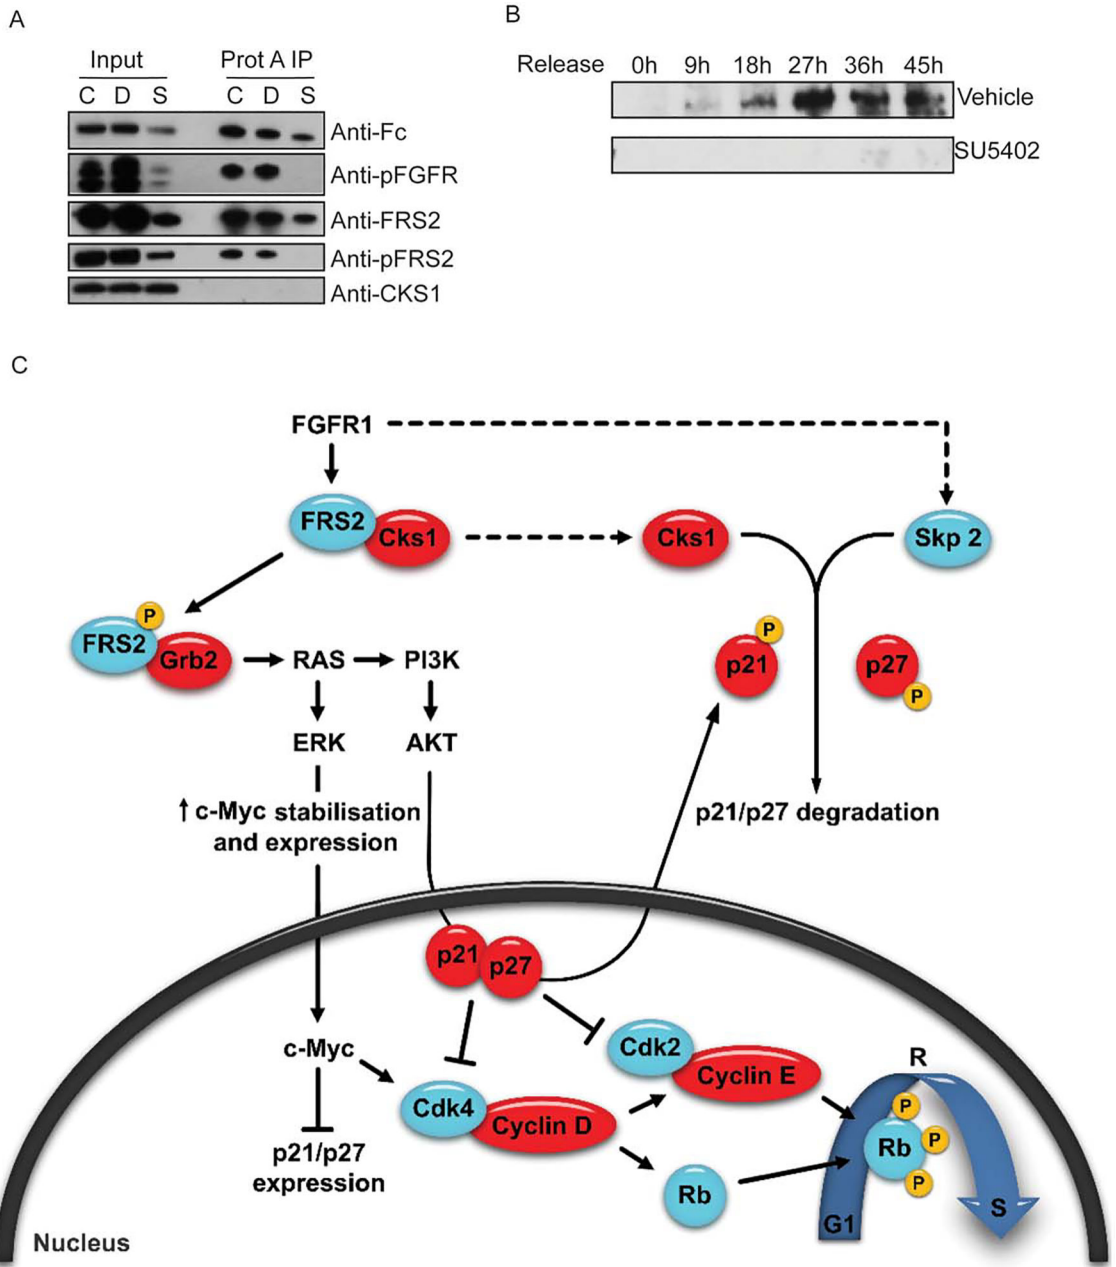 A
Input
Prot A IP
C D S C D S
Anti-Fc
Anti-pFGFR
Anti-FRS2
Anti-pFRS2
Anti-CKS1
B
Release 0h 9h 18h 27h 36h 45h
Vehicle
SU5402
C
FGFR1
FRS2
Cks1
Cks1
Skp 2
P
FRS2
Grb2
RAS
PI3K
P
p21
p27
P
ERK
AKT
↑ c-Myc stabilisation
and expression
p21/p27 degradation
p21
p27
c-Myc
Cdk2
Cyclin E
R
Cdk4
Cyclin D
P
Rb
P
P
p21/p27
expression
Rb
G1
S
Nucleus